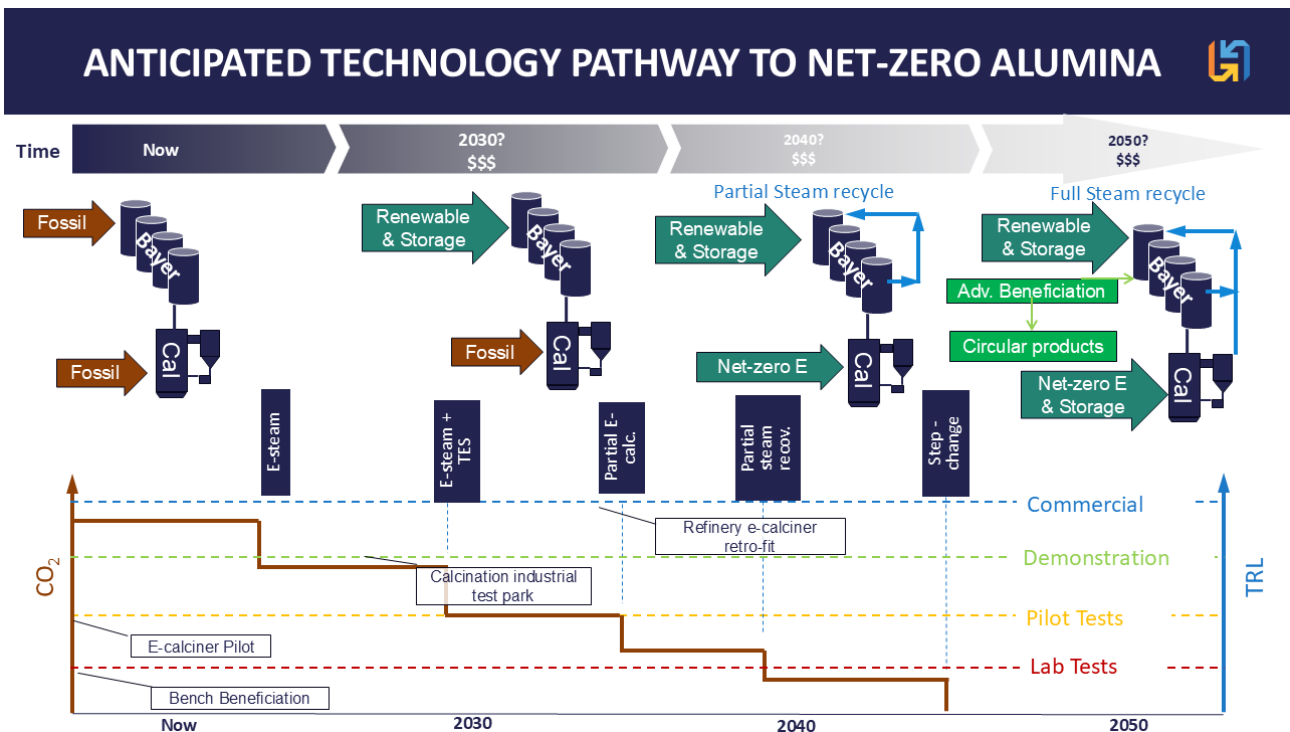 ANTICIPATED TECHNOLOGY PATHWAY TO NET-ZERO ALUMINA
Time
Now
2030?
$$$
2040?
$$$
2050?
$$$
Fossil
Bayer
Cal
Fossil
Renewable
& Storage
Bayer
Fossil
Cal
Partial Steam recycle
Renewable
& Storage
Bayer
Net-zero E
Cal
Full Steam recycle
Renewable
& Storage
Bayer
Adv. Beneficiation
Circular products
Net-zero E
& Storage
Cal
E-steam
E-steam +
TES
Partial E-
calc.
Partial
steam
recov.
Step -
change
CO2
TRL
Commercial
Refinery e-calciner
retro-fit
Demonstration
Calcination industrial
test park
Pilot Tests
E-calciner Pilot
Lab Tests
Bench Beneficiation
Now
2030
2040
2050